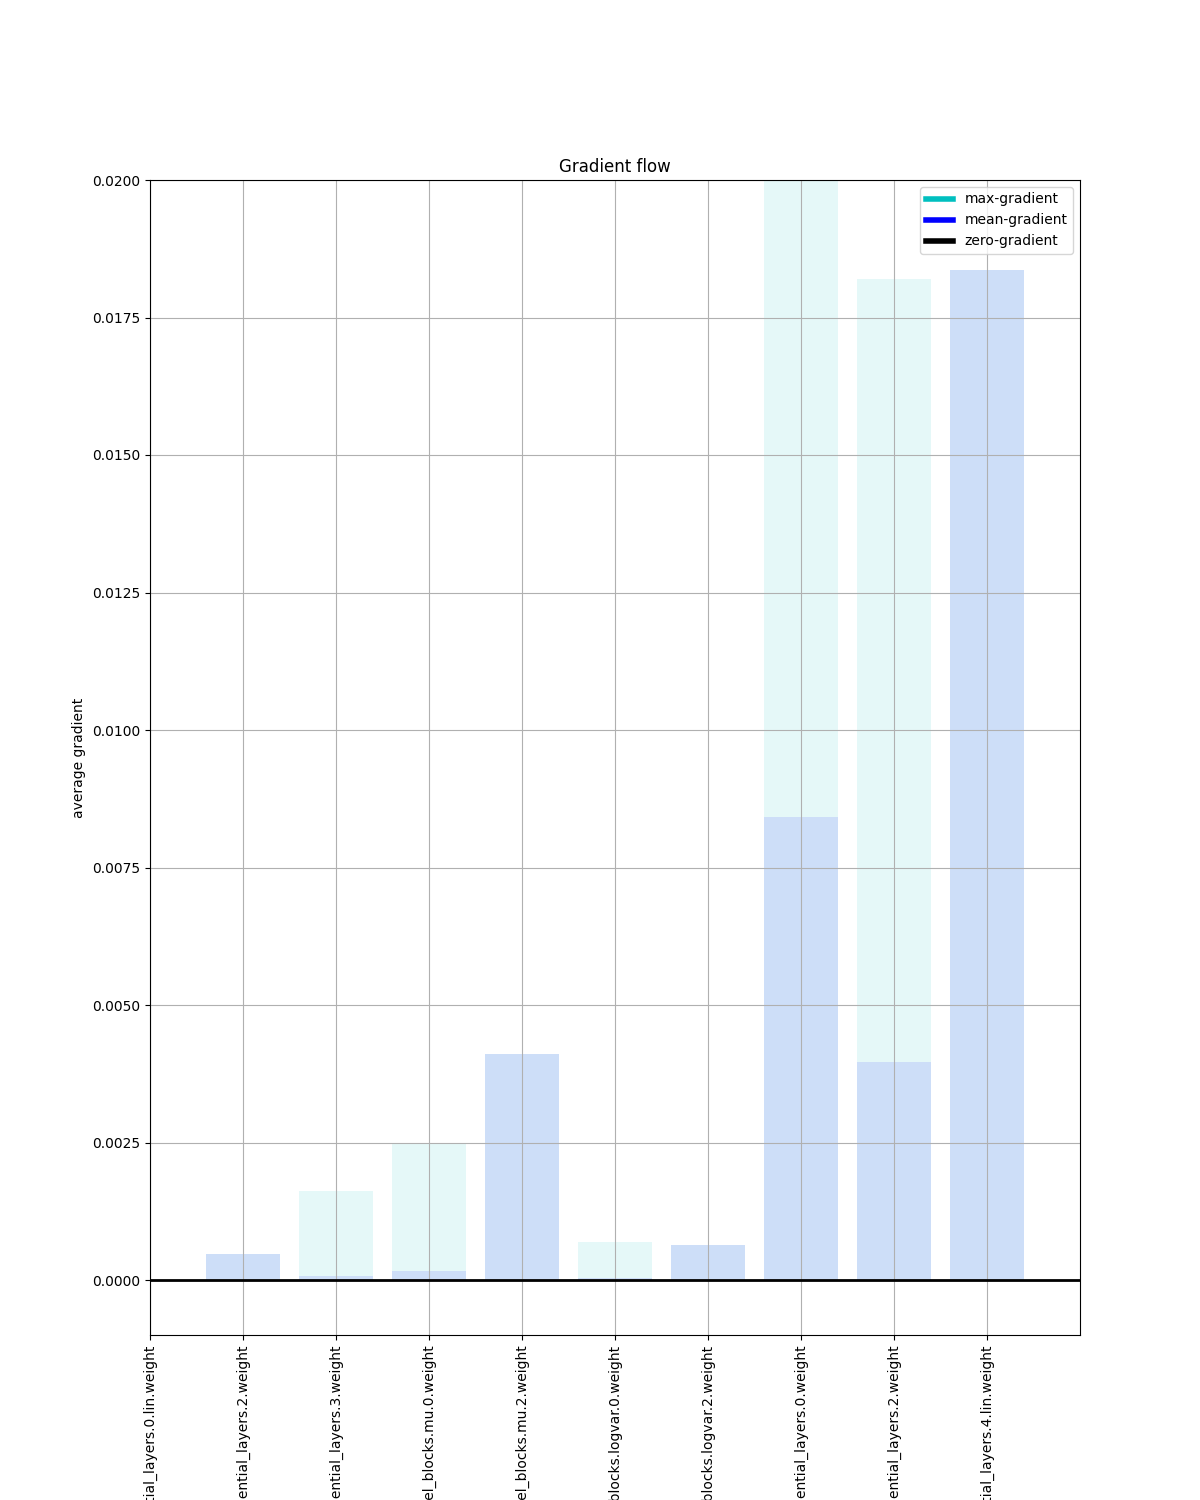 Gradient flow
max-gradient
mean-gradient
zero-gradient
average gradient
0.0200
0.0175
0.0150
0.0125
0.0100
0.0075
0.0050
0.0025
0.0000
tial_layers.0.lin.weight
ential_layers.2.weight
ential_layers.3.weight
el_blocks.mu.0.weight
el_blocks.mu.2.weight
blocks.logvar.0.weight
blocks.logvar.2.weight
ential_layers.0.weight
ential_layers.2.weight
tial_layers.4.lin.weight